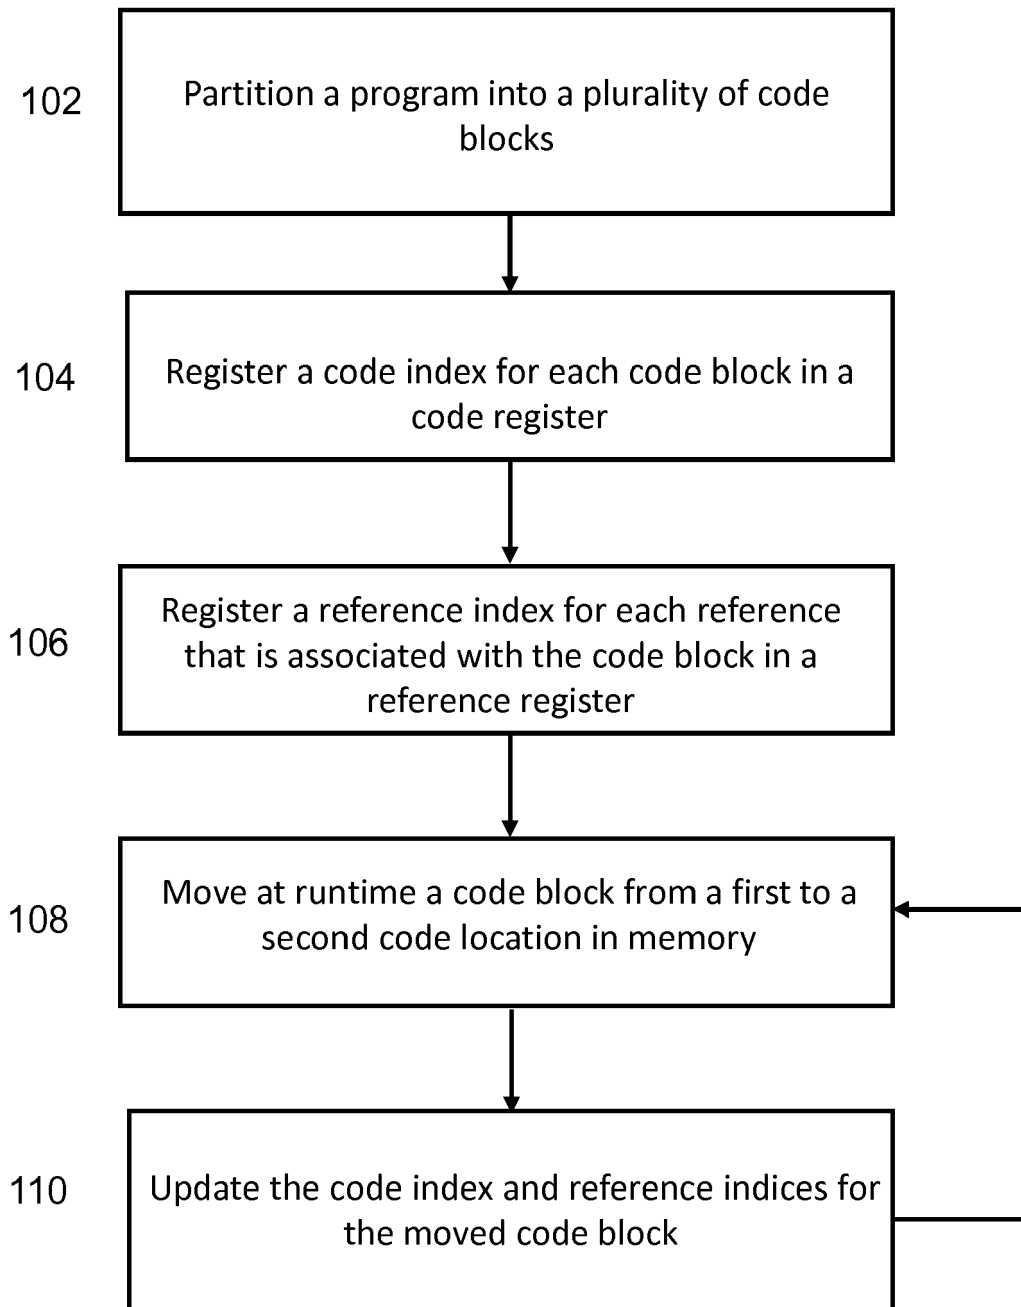 102
Partition a program into a plurality of code
blocks
104
Register a code index for each code block in a
code register
106
Register a reference index for each reference
that is associated with the code block in a
reference register
108
Move at runtime a code block from a first to a
second code location in memory
110
Update the code index and reference indices for
the moved code block